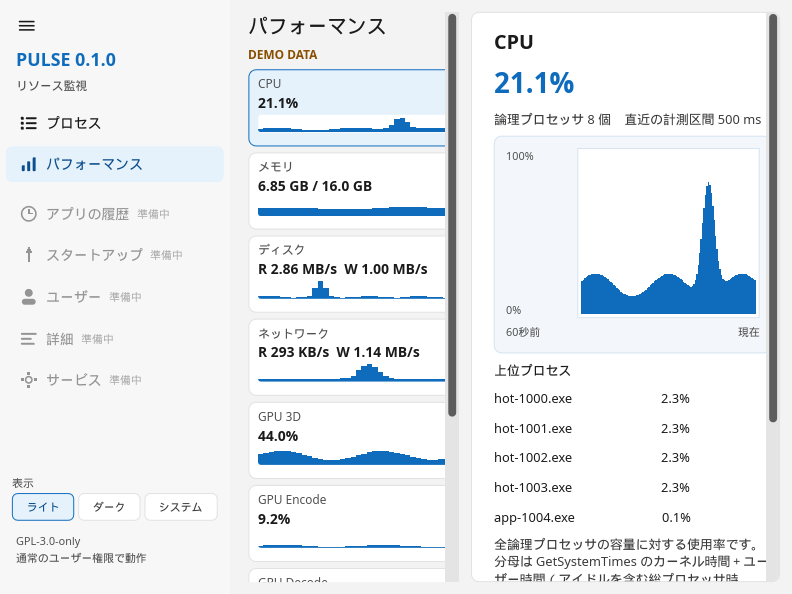 PULSE 0.1.0
リソース監視
プロセス
パフォーマンス
アプリの履歴 準備中
スタートアップ 準備中
ユーザー 準備中
詳細 準備中
サービス 準備中
表示
ライト
ダーク
システム
GPL-3.0-only
通常のユーザー権限で動作
パフォーマンス
DEMO DATA
CPU
21.1%
メモリ
6.85 GB / 16.0 GB
ディスク
R 2.86 MB/s W 1.00 MB/s
ネットワーク
R 293 KB/s W 1.14 MB/s
GPU 3D
44.0%
GPU Encode
9.2%
GPU Decode
CPU
21.1%
論理プロセッサ 8 個 直近の計測区間 500 ms
100%
0%
60秒前
現在
上位プロセス
hot-1000.exe 2.3%
hot-1001.exe 2.3%
hot-1002.exe 2.3%
hot-1003.exe 2.3%
app-1004.exe 0.1%
全論理プロセッサの容量に対する使用率です。
分母は GetSystemTimes のカーネル時間 + ユー
ザー時間 ( アイドルを含む総プロセッサ時